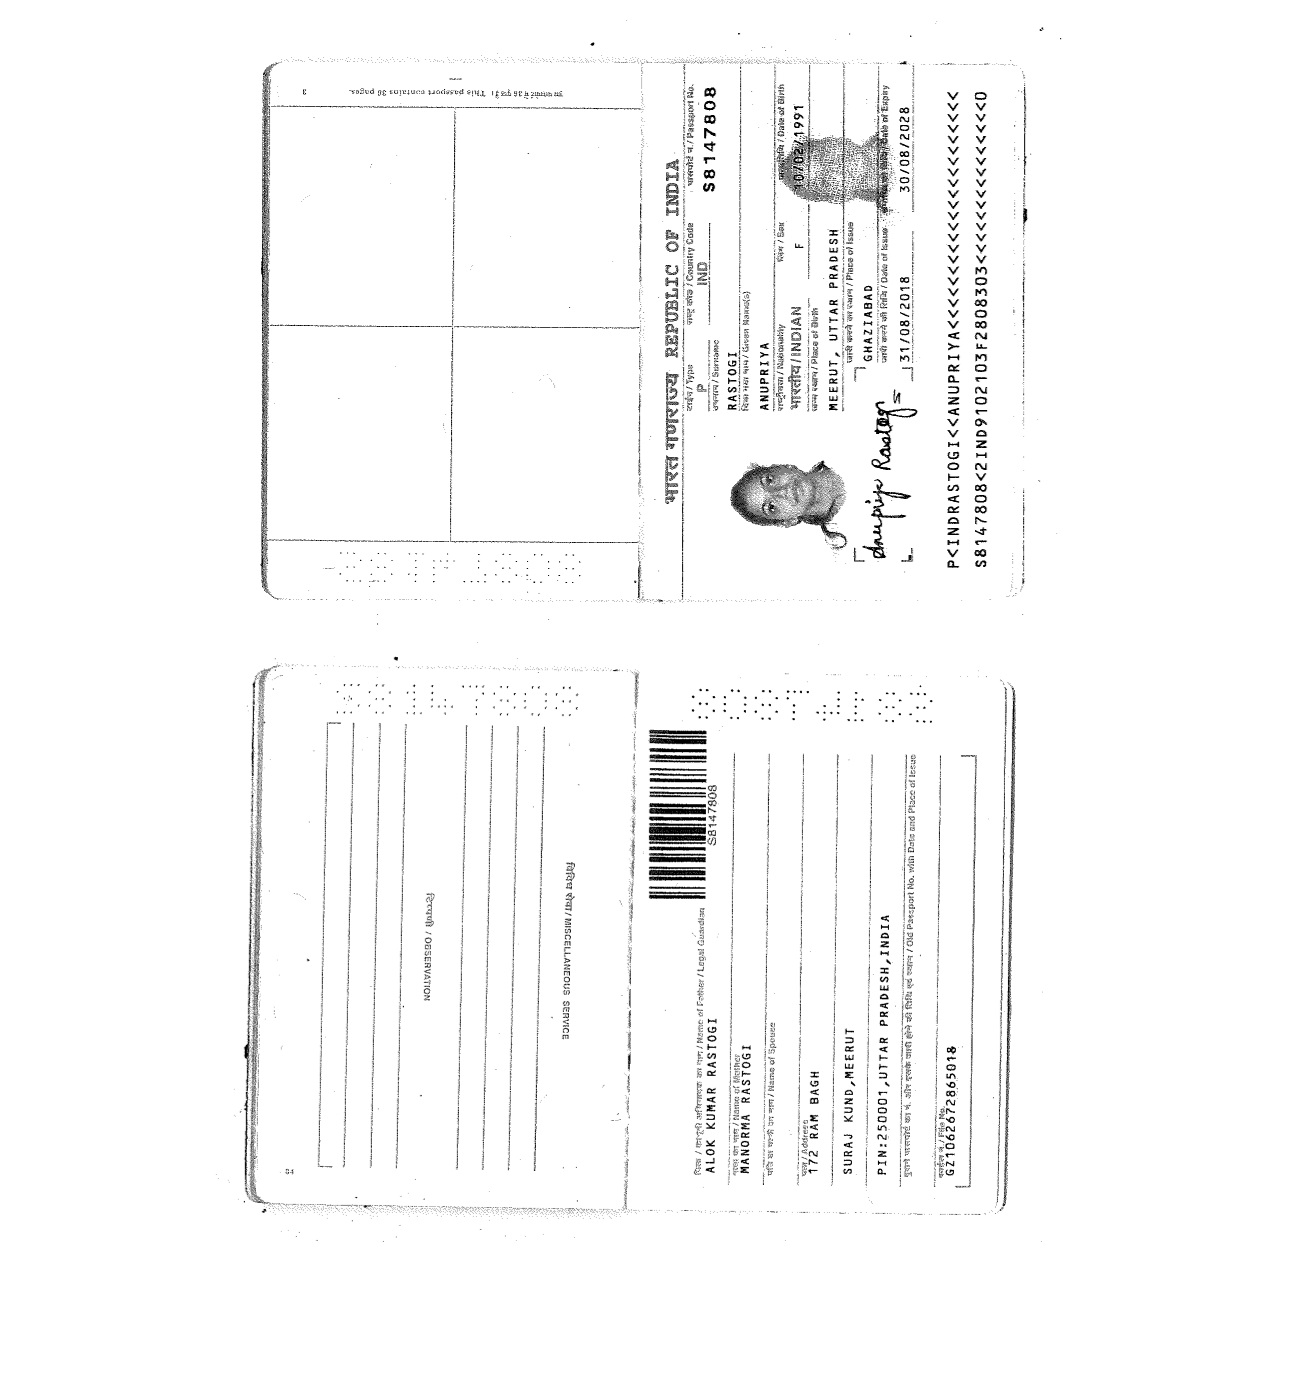 इस पासपोर्ट में 36 पृष्ठ हैं। This passport contains 36 pages.
3
भारत गणराज्य REPUBLIC OF INDIA
टाईप / Type
राष्ट्र कोड / Country Code
पासपोर्ट नं. / Passport No.
P
IND
S8147808
उपनाम / Surname
RASTOGI
दिया गया नाम / Given Name(s)
ANUPRIYA
राष्ट्रीयता / Nationality
लिंग / Sex
जन्मतिथि / Date of Birth
भारतीय / INDIAN
F
10/02/1991
जन्म स्थान / Place of Birth
MEERUT, UTTAR PRADESH
जारी करने का स्थान / Place of Issue
GHAZIABAD
जारी करने की तिथि / Date of Issue
समाप्ति की तिथि / Date of Expiry
31/08/2018
30/08/2028
Anupriya Rastogi
P<INDRASTOGI<<ANUPRIYA<<<<<<<<<<<<<<<<<<<<<<
S8147808<2IND9102103F2808303<<<<<<<<<<<<<<<0
S8147808
S8147808
विविध सेवा / MISCELLANEOUS SERVICE
टिप्पणी / OBSERVATION
34
S8147808
S8147808
पिता / कानूनी अभिभावक का नाम / Name of Father / Legal Guardian
ALOK KUMAR RASTOGI
माता का नाम / Name of Mother
MANORMA RASTOGI
पति या पत्नी का नाम / Name of Spouse
पता / Address
172 RAM BAGH
SURAJ KUND,MEERUT
PIN:250001,UTTAR PRADESH,INDIA
पुराने पासपोर्ट का नं. और इसके जारी होने की तिथि एवं स्थान / Old Passport No. with Date and Place of Issue
फाईल नं. / File No.
GZ1062672865018